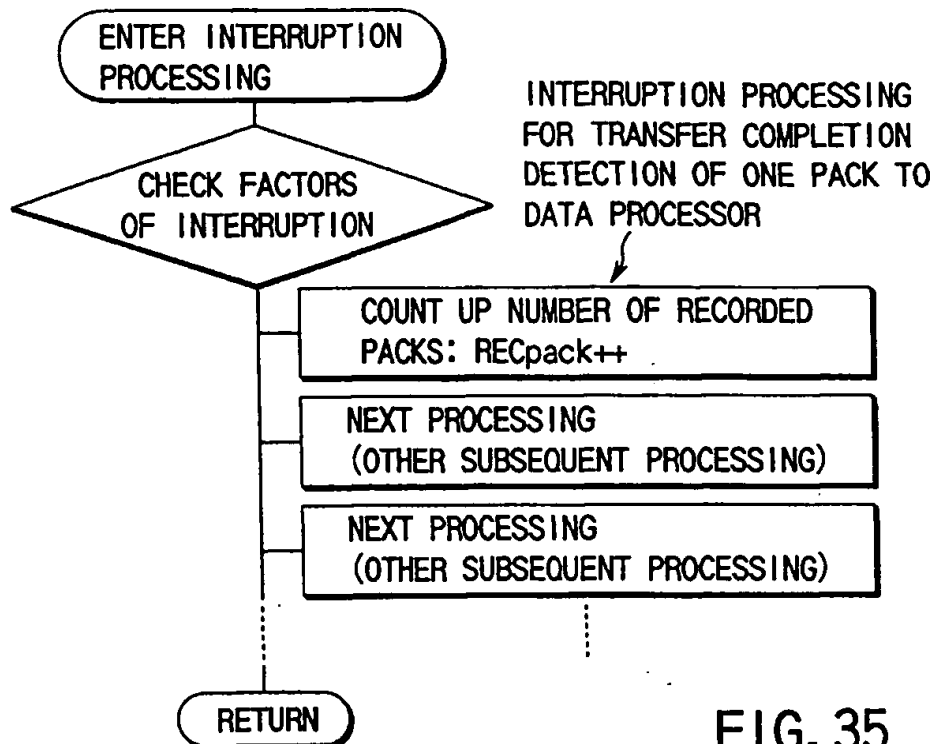 ENTER INTERRUPTION
PROCESSING
CHECK FACTORS
OF INTERRUPTION
INTERRUPTION PROCESSING
FOR TRANSFER COMPLETION
DETECTION OF ONE PACK TO
DATA PROCESSOR
COUNT UP NUMBER OF RECORDED
PACKS: RECpack++
NEXT PROCESSING
(OTHER SUBSEQUENT PROCESSING)
NEXT PROCESSING
(OTHER SUBSEQUENT PROCESSING)
RETURN
FIG. 35